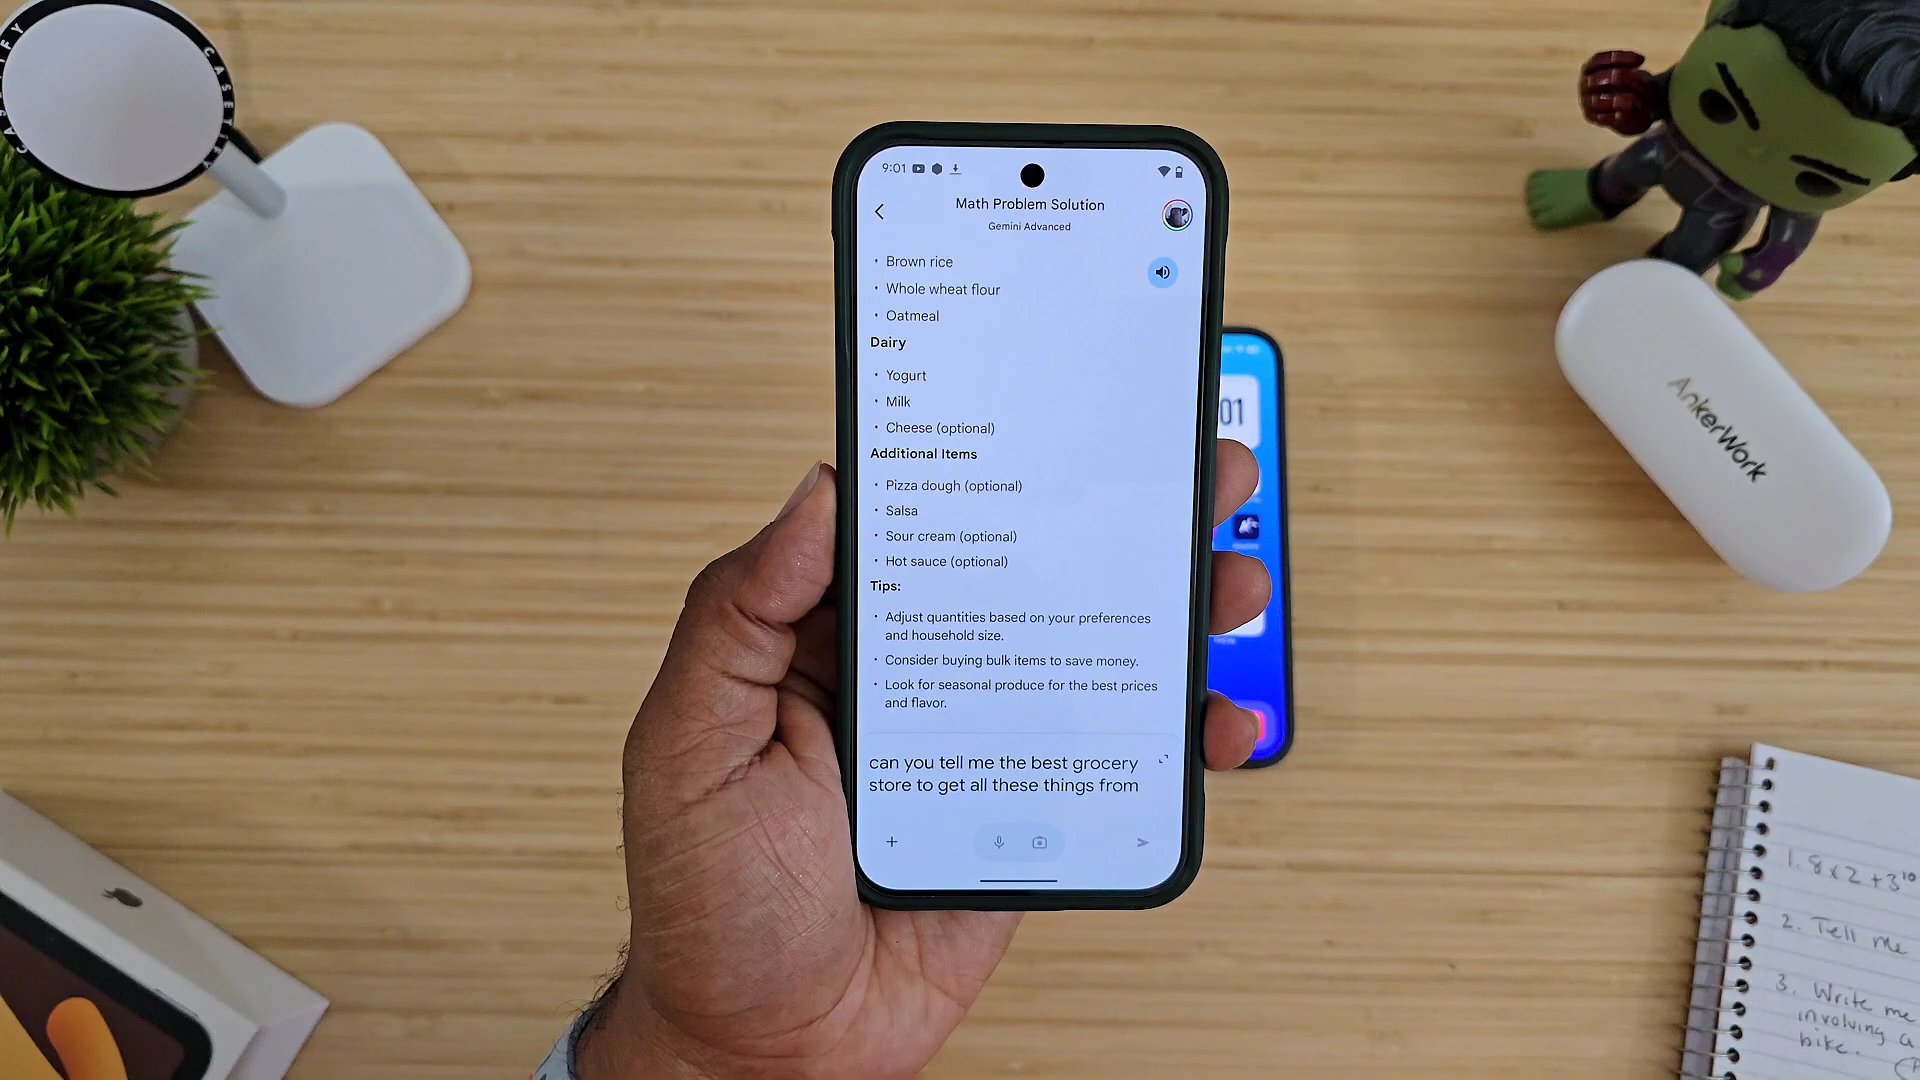 CASETIFY
9:01
Math Problem Solution
Gemini Advanced
• Brown rice
• Whole wheat flour
• Oatmeal
Dairy
• Yogurt
• Milk
• Cheese (optional)
Additional Items
• Pizza dough (optional)
• Salsa
• Sour cream (optional)
• Hot sauce (optional)
Tips:
• Adjust quantities based on your preferences
and household size.
• Consider buying bulk items to save money.
• Look for seasonal produce for the best prices
and flavor.
can you tell me the best grocery
store to get all these things from
01
AnkerWork
1. 8x2 + 3¹⁰
2. Tell me
3. Write me
involving a
bike.